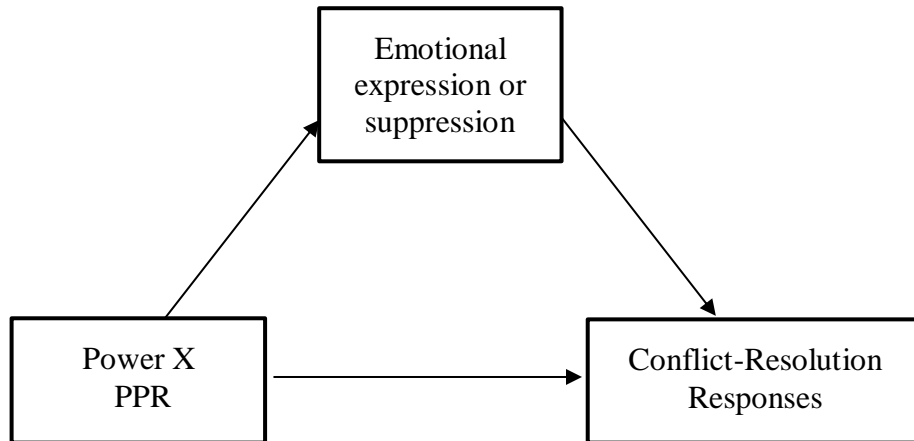 Emotional
expression or
suppression
Power X
PPR
Conflict-Resolution
Responses